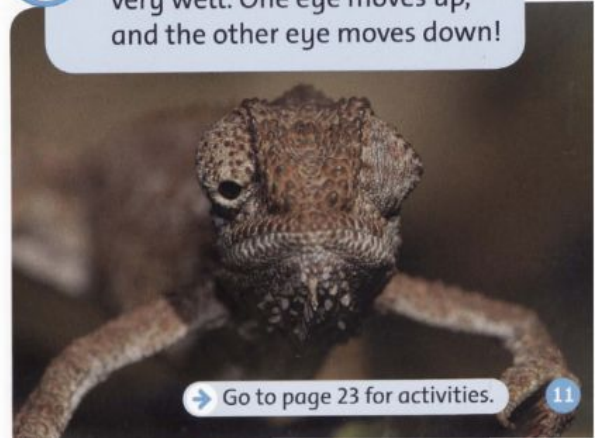 very well. One eye moves up,
and the other eye moves down!
Go to page 23 for activities.
11